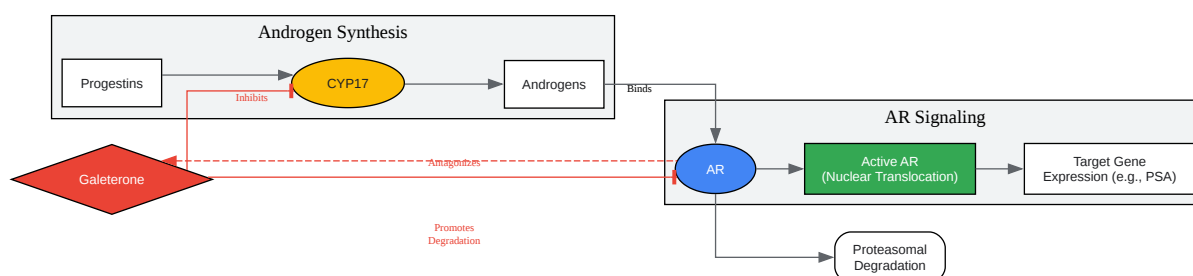 Androgen Synthesis
Progestins
CYP17
Androgens
Inhibits
Binds
AR Signaling
Galeterone
Antagonizes
AR
Active AR
(Nuclear Translocation)
Target Gene
Expression (e.g., PSA)
Promotes
Degradation
Proteasomal
Degradation